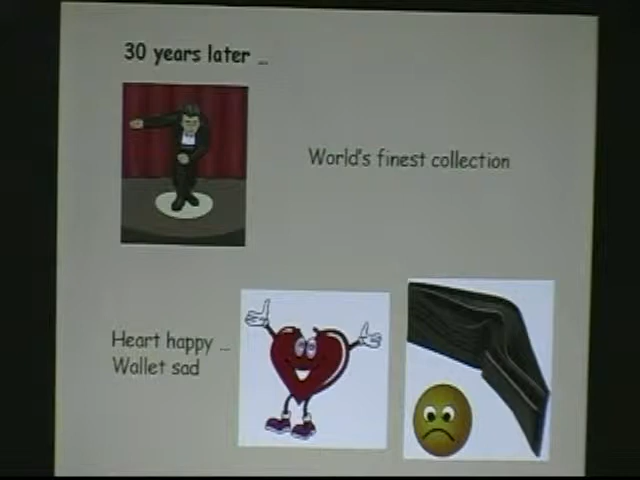 30 years later ...
World's finest collection
Heart happy ...
Wallet sad